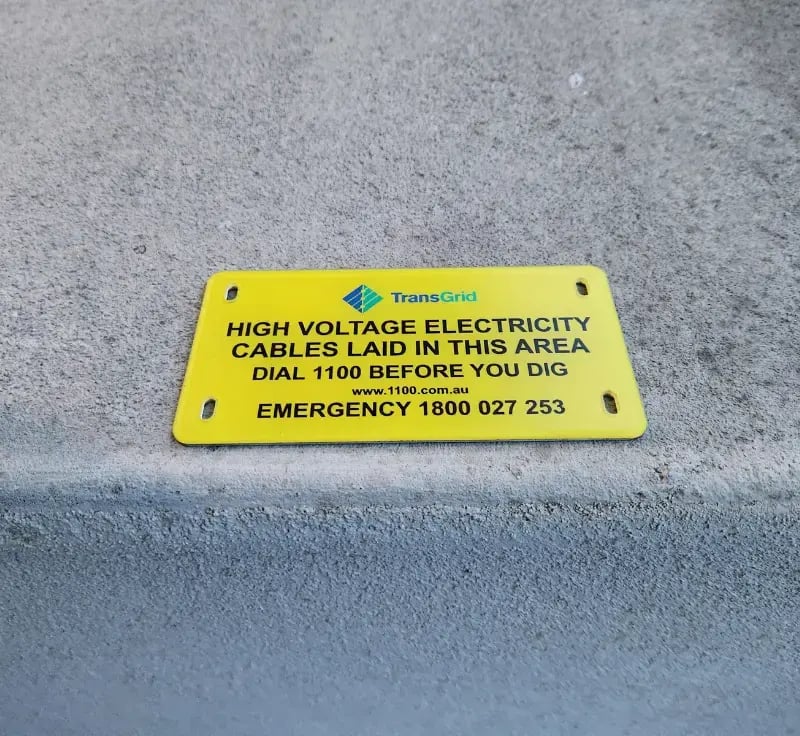 TransGrid
HIGH VOLTAGE ELECTRICITY
CABLES LAID IN THIS AREA
DIAL 1100 BEFORE YOU DIG
www.1100.com.au
EMERGENCY 1800 027 253